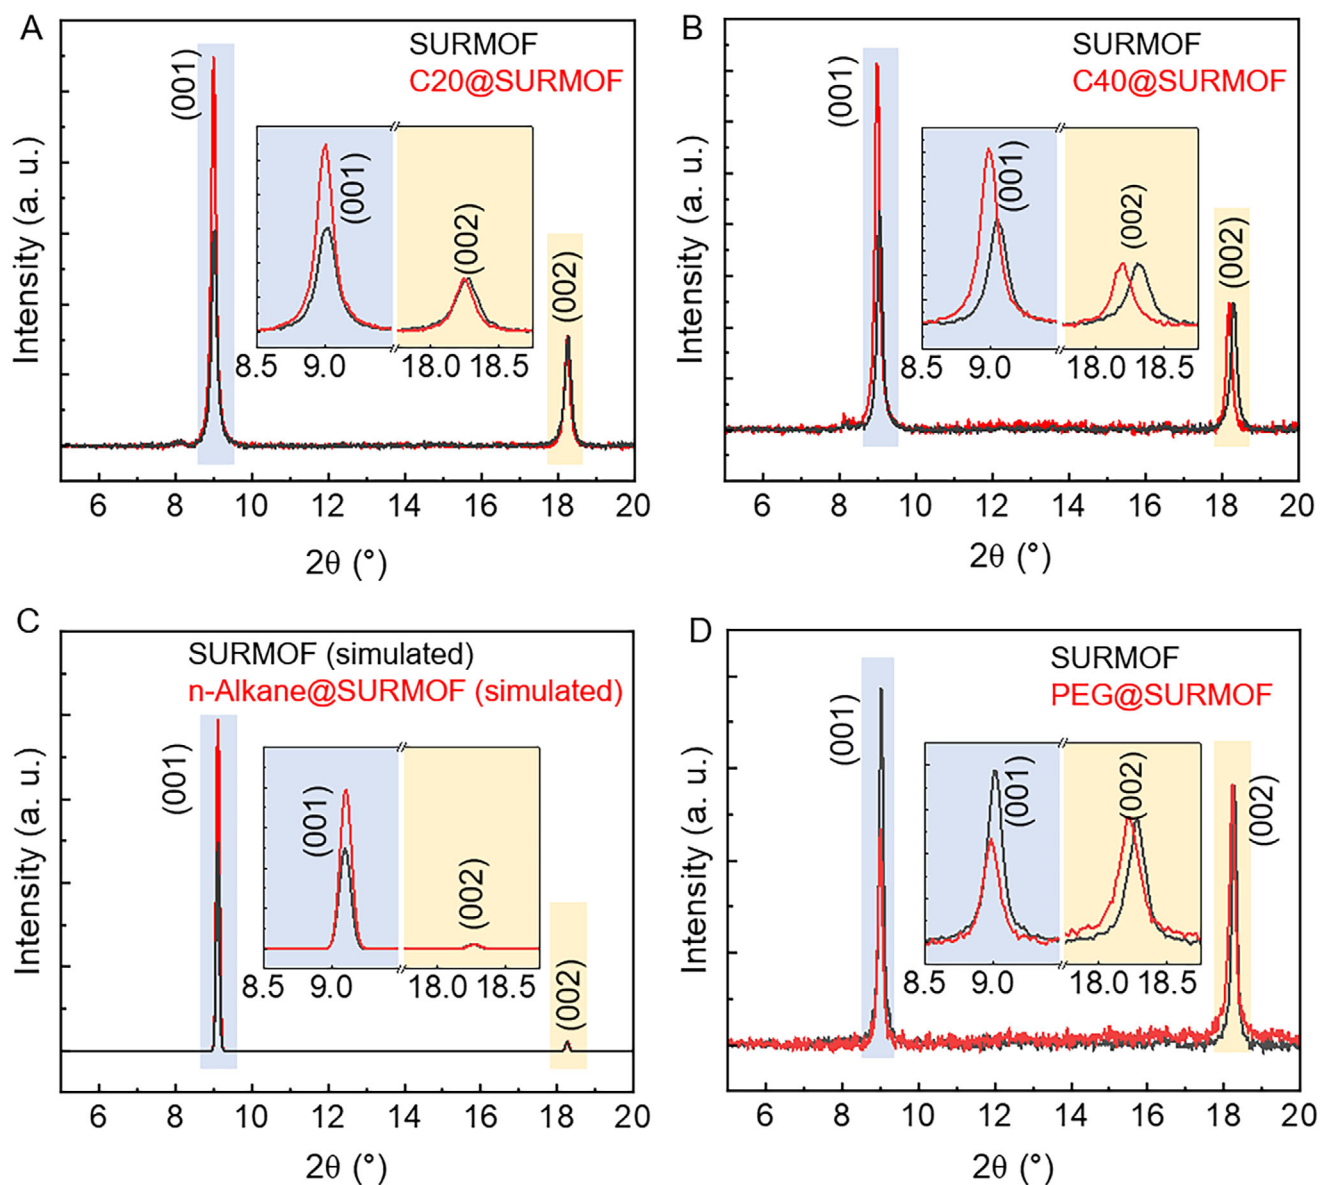 A
SURMOF
C20@SURMOF
(001)
(001)
(002)
(002)
8.5 9.0 18.0 18.5
Intensity (a. u.)
6 8 10 12 14 16 18 20
2θ (°)
B
SURMOF
C40@SURMOF
(001)
(001)
(002)
(002)
8.5 9.0 18.0 18.5
Intensity (a. u.)
6 8 10 12 14 16 18 20
2θ (°)
C
SURMOF (simulated)
n-Alkane@SURMOF (simulated)
(001)
(001)
(002)
(002)
8.5 9.0 18.0 18.5
Intensity (a. u.)
6 8 10 12 14 16 18 20
2θ (°)
D
SURMOF
PEG@SURMOF
(001)
(001)
(002)
(002)
8.5 9.0 18.0 18.5
Intensity (a. u.)
6 8 10 12 14 16 18 20
2θ (°)